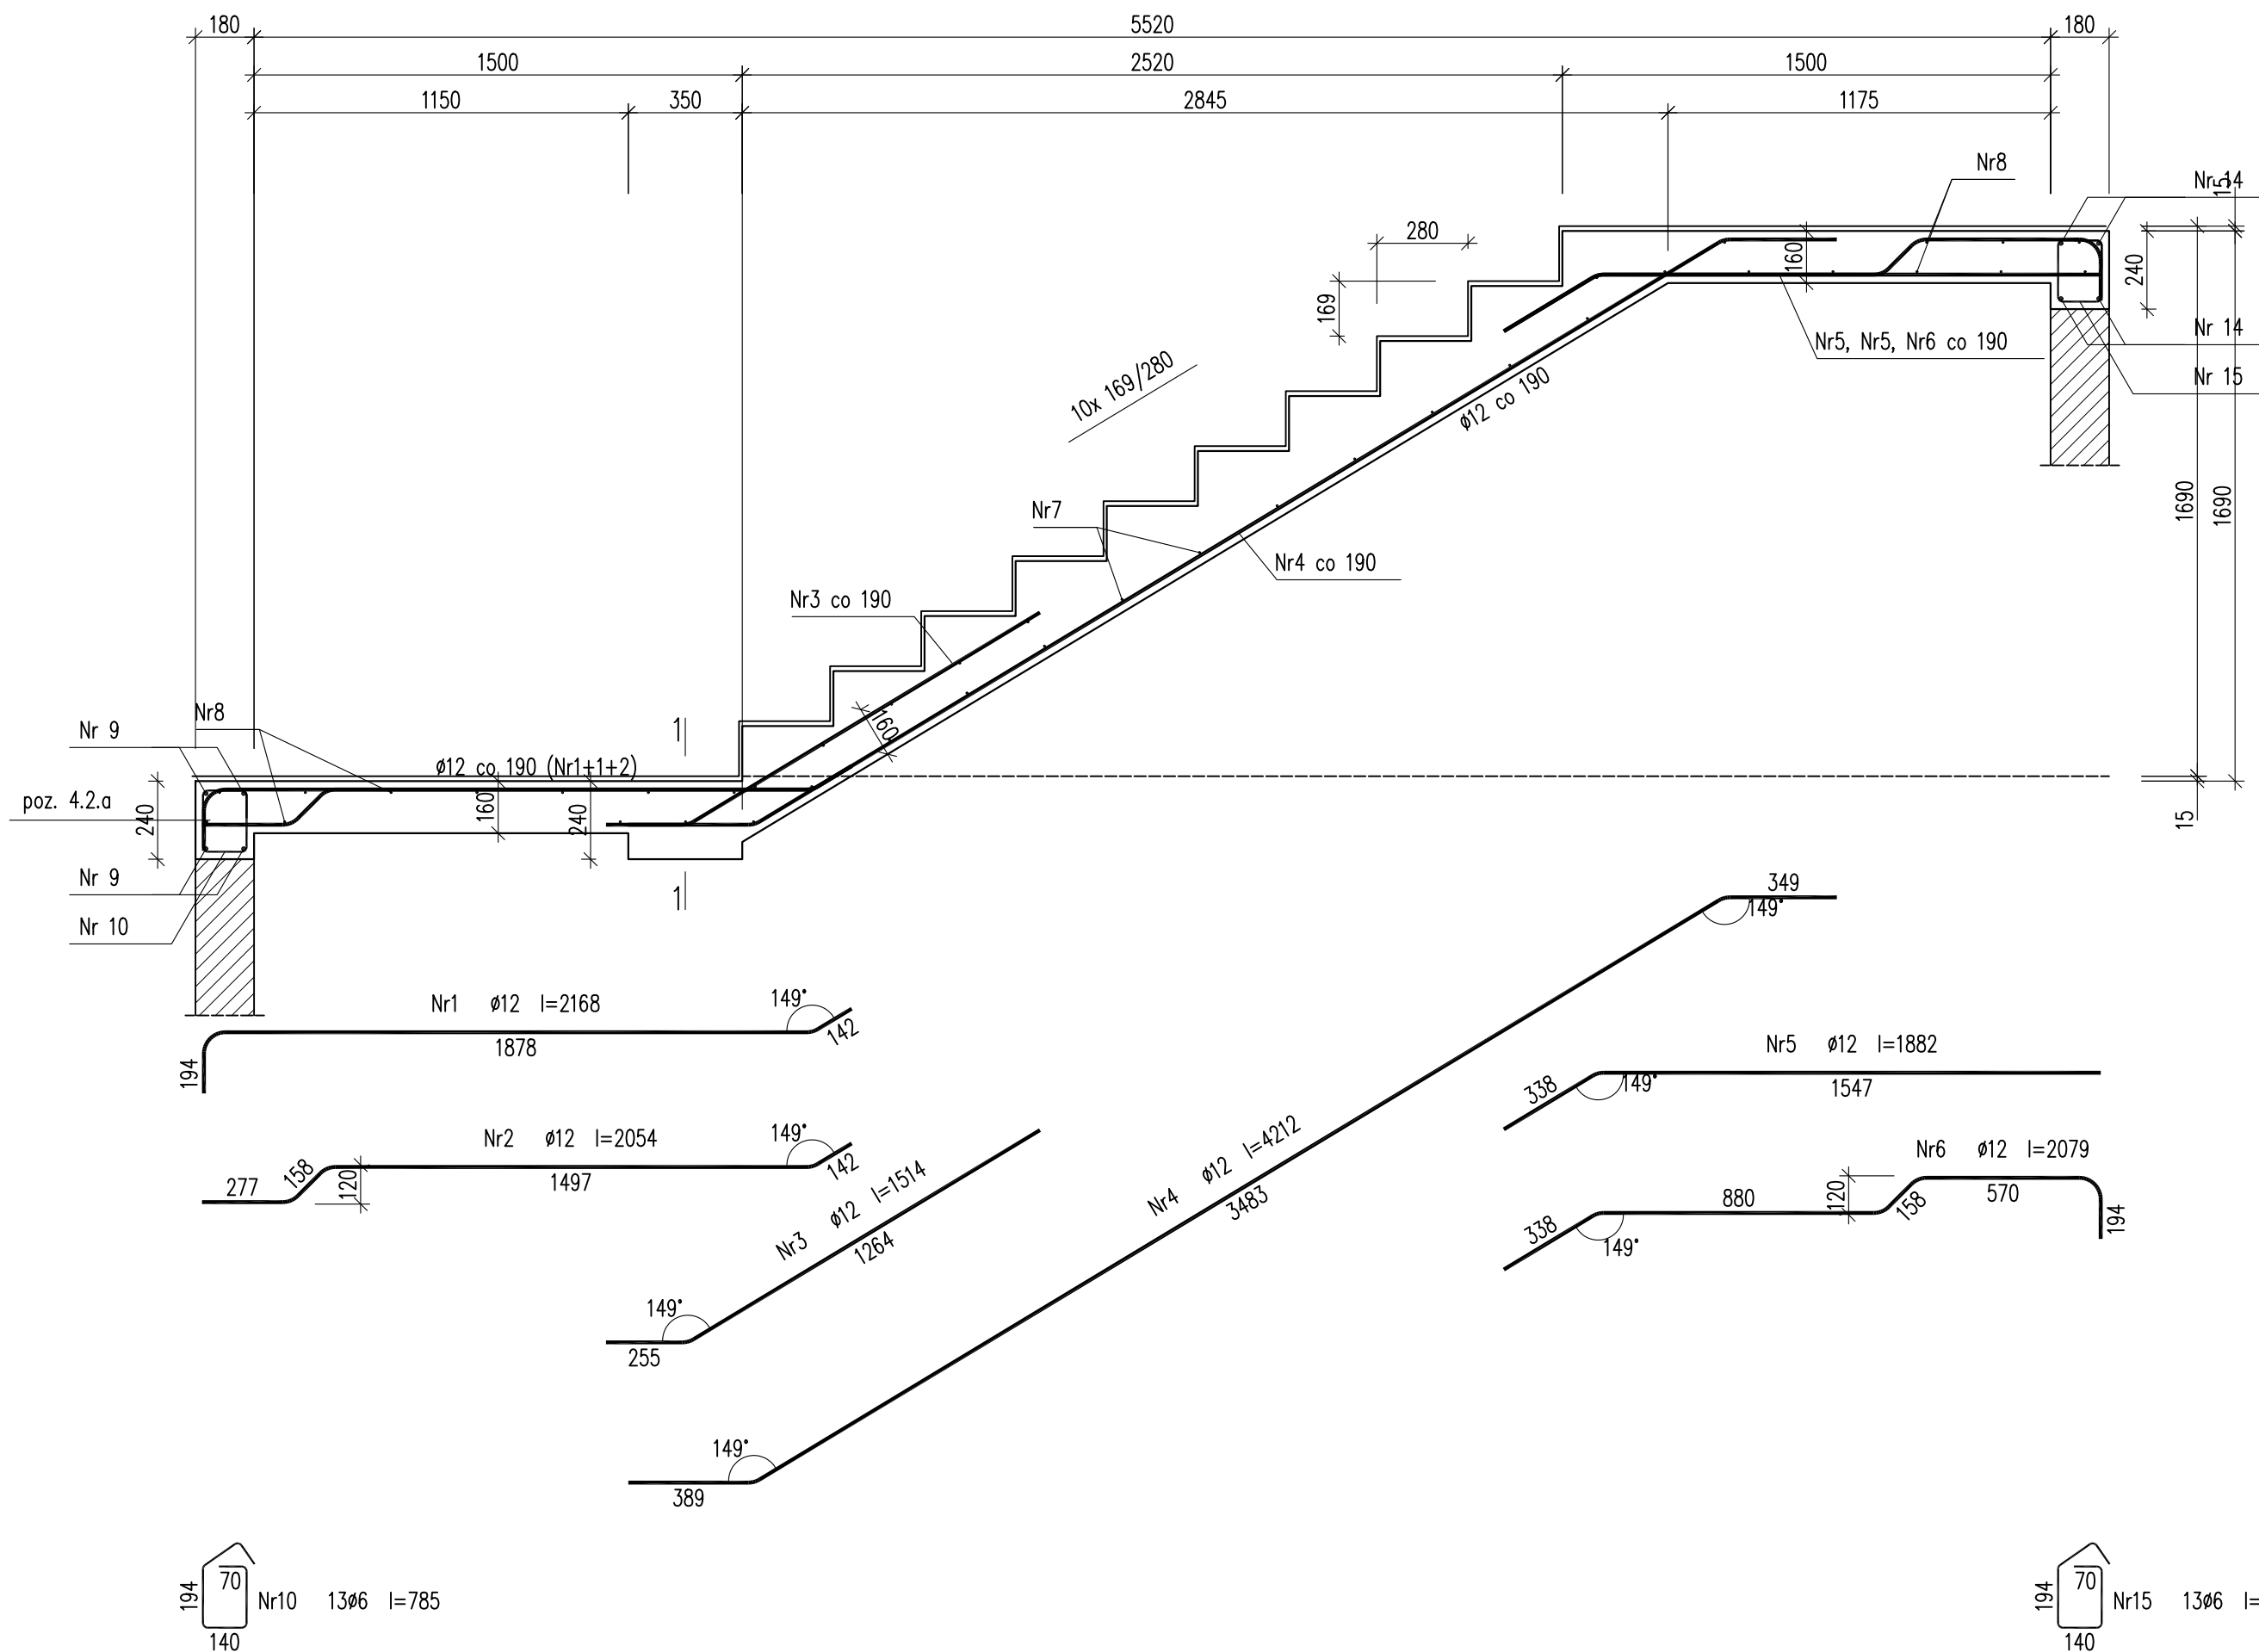 180
5520
180
1500
2520
1500
1150
350
2845
1175
Nr8
Nr 14
15
280
160
240
169
Nr5, Nr5, Nr6 co 190
Nr 14
Nr 15
10x 169/280
ø12 co 190
1690
1690
Nr7
Nr4 co 190
Nr3 co 190
160
Nr8
Nr 9
1
ø12 co 190 (Nr1+1+2)
poz. 4.2.a
240
160
240
15
Nr 9
1
Nr 10
349
149°
Nr1 ø12 l=2168
149°
142
1878
194
Nr5 ø12 l=1882
338
149°
1547
Nr2 ø12 l=2054
149°
142
277
158
120
1497
Nr3 ø12 l=1514
1264
149°
255
Nr4 ø12 l=4212
3483
149°
389
Nr6 ø12 l=2079
338
149°
880
120
158
570
194
194
70
Nr10 13ø6 l=785
140
194
70
Nr15 13ø6 l=
140